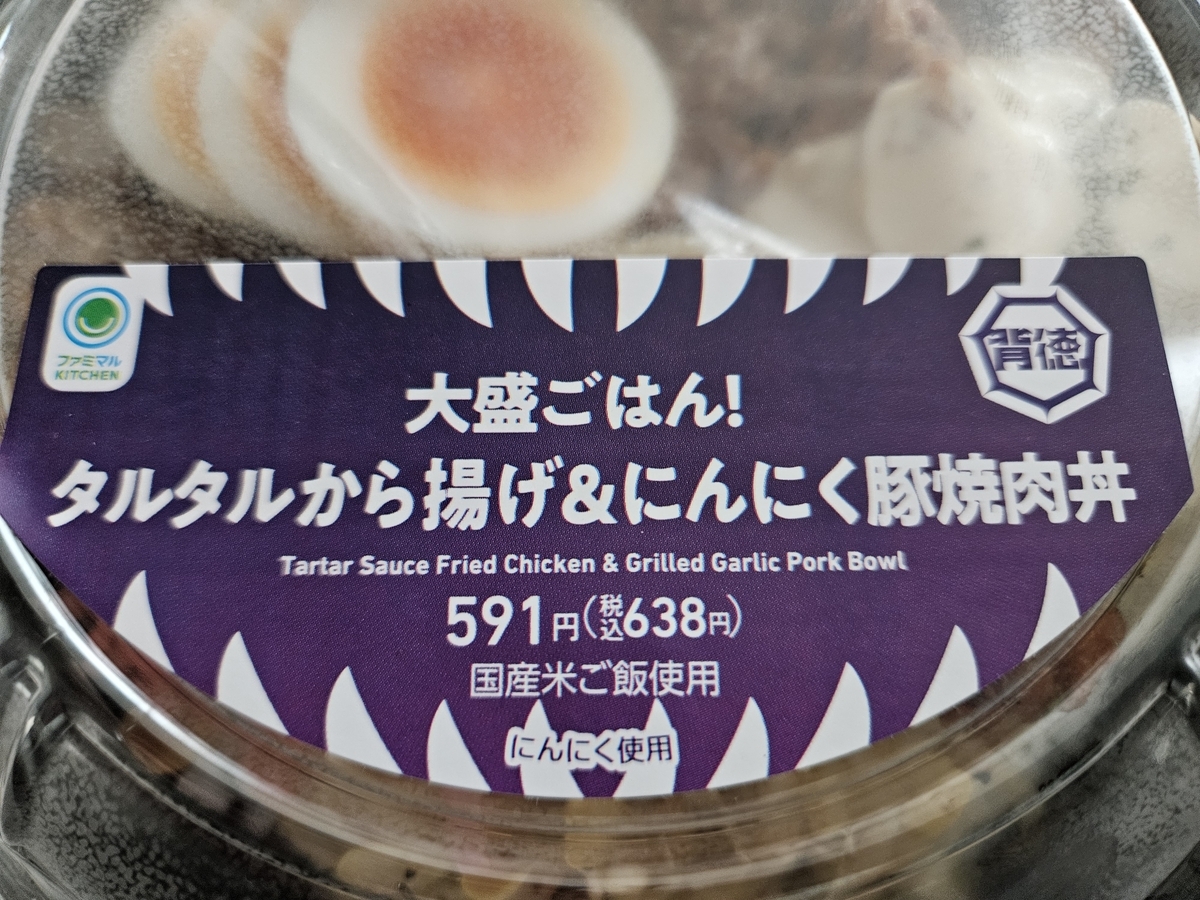 ファミマル
KITCHEN
背徳
大盛ごはん!
タルタルから揚げ&にんにく豚焼肉丼
Tartar Sauce Fried Chicken & Grilled Garlic Pork Bowl
591円(税込638円)
国産米ご飯使用
にんにく使用